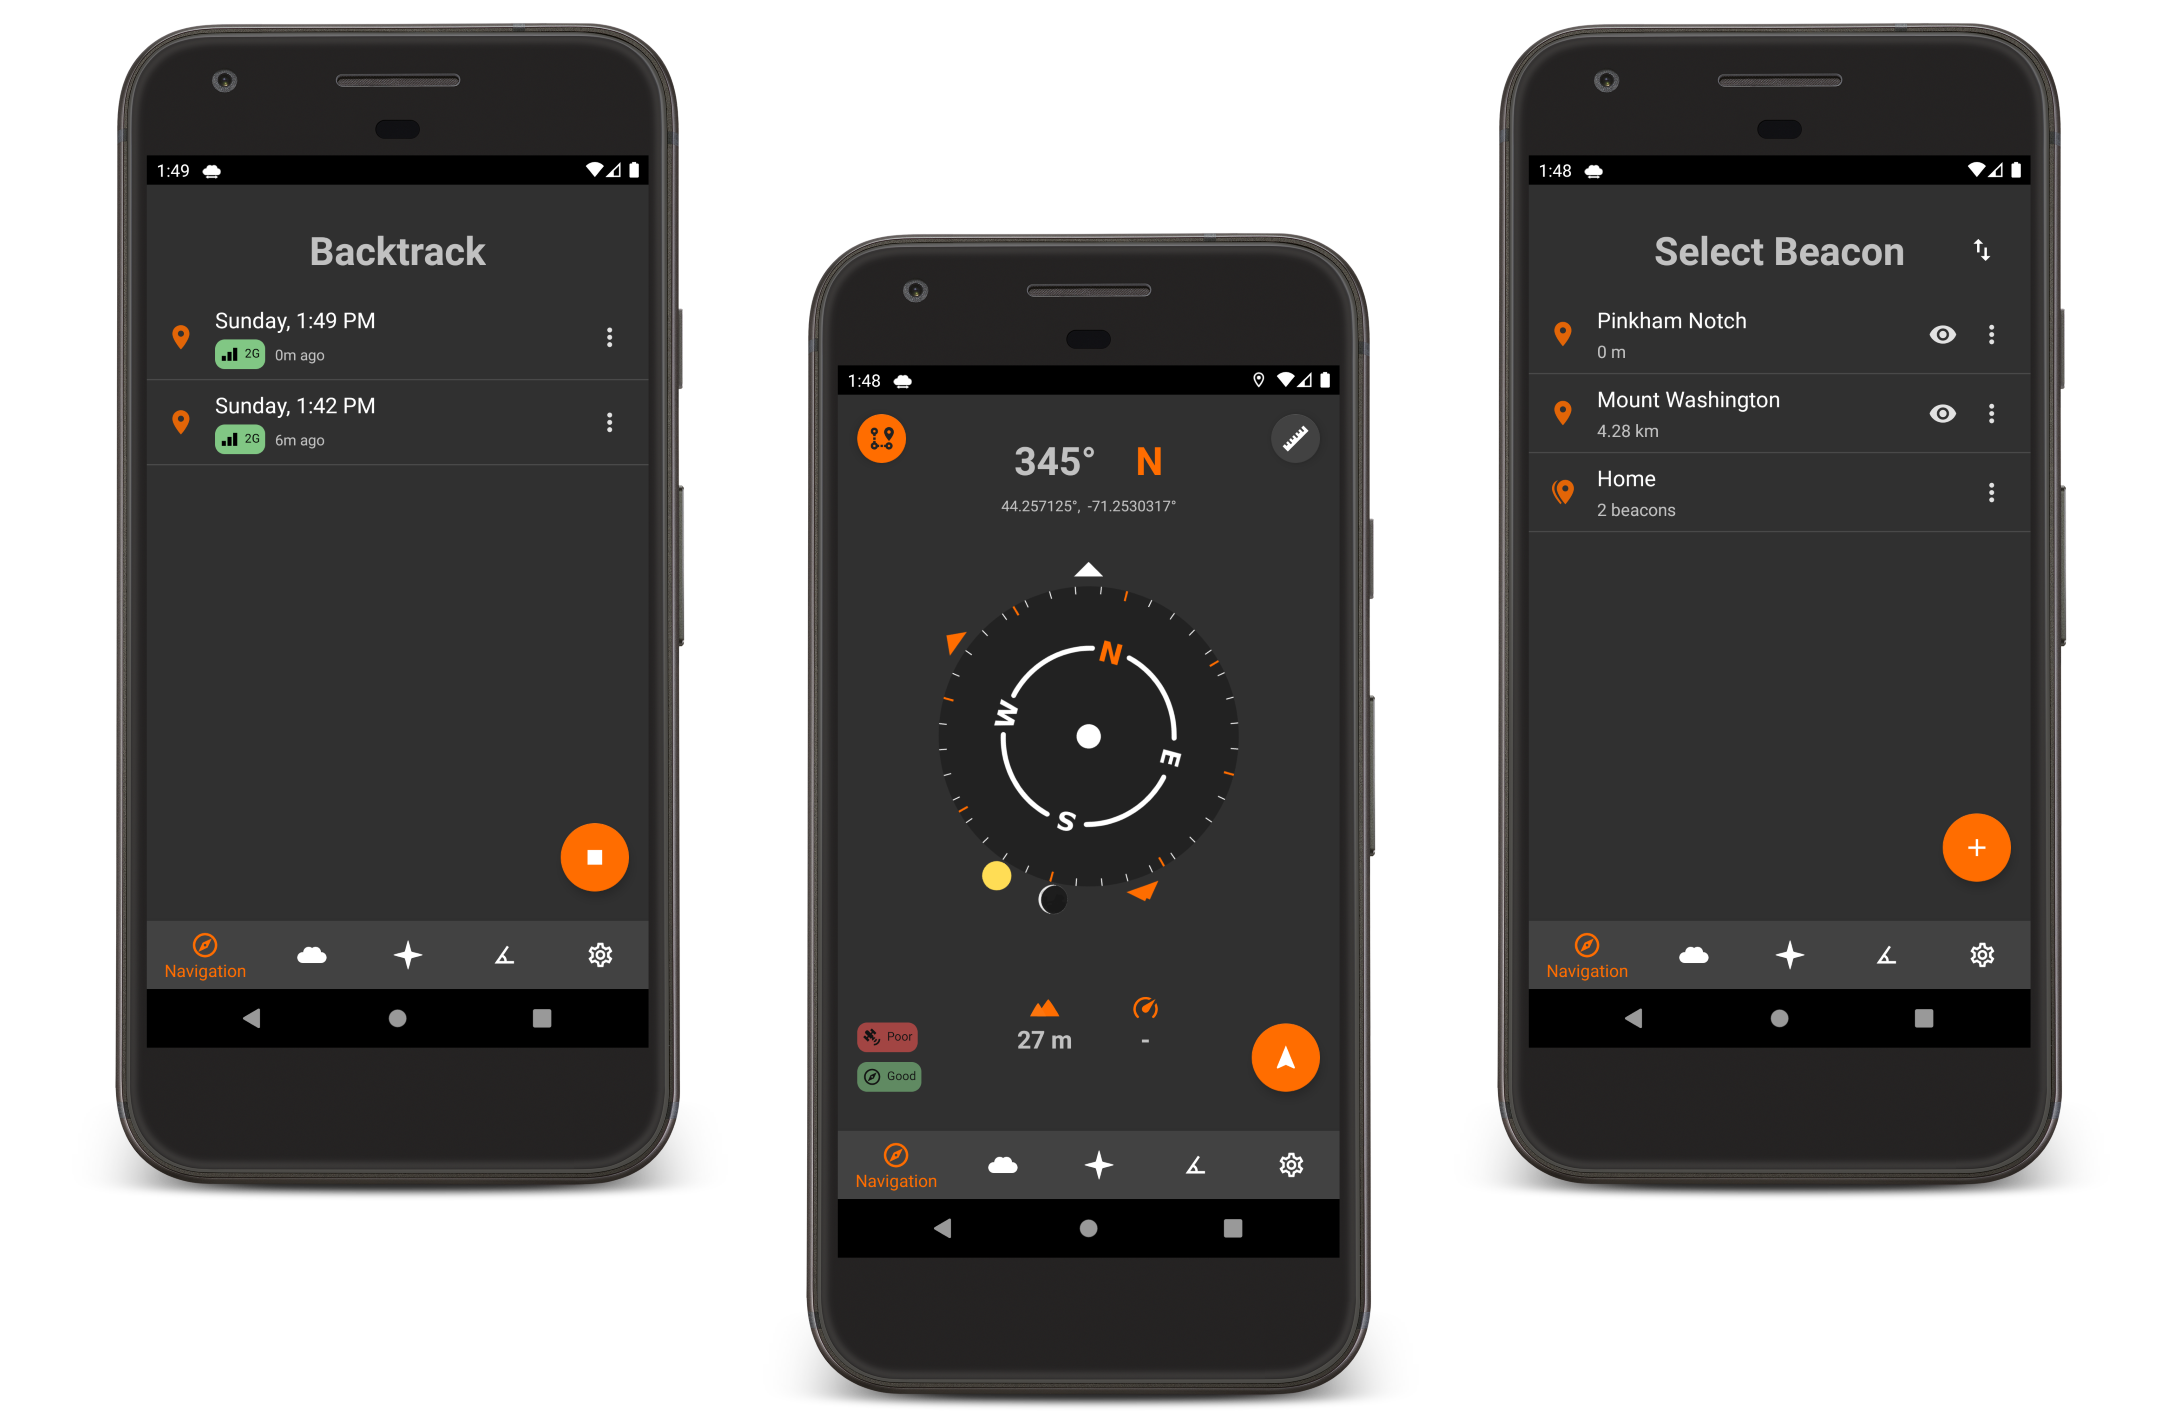 1:49
Backtrack
Sunday, 1:49 PM
2G 0m ago
Sunday, 1:42 PM
2G 6m ago
Navigation
1:48
345° N
44.257125°, -71.2530317°
N
W
E
S
27 m -
Poor
Good
Navigation
1:48
Select Beacon
Pinkham Notch
0 m
Mount Washington
4.28 km
Home
2 beacons
Navigation